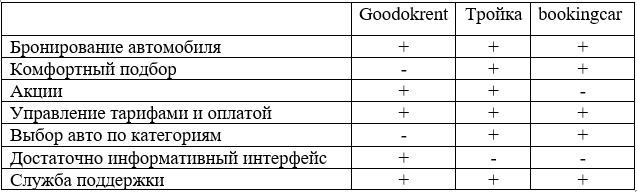 Goodokrent Тройка bookingcar
Бронирование автомобиля + + +
Комфортный подбор - + +
Акции + + -
Управление тарифами и оплатой + + +
Выбор авто по категориям - + +
Достаточно информативный интерфейс + - -
Служба поддержки + + +